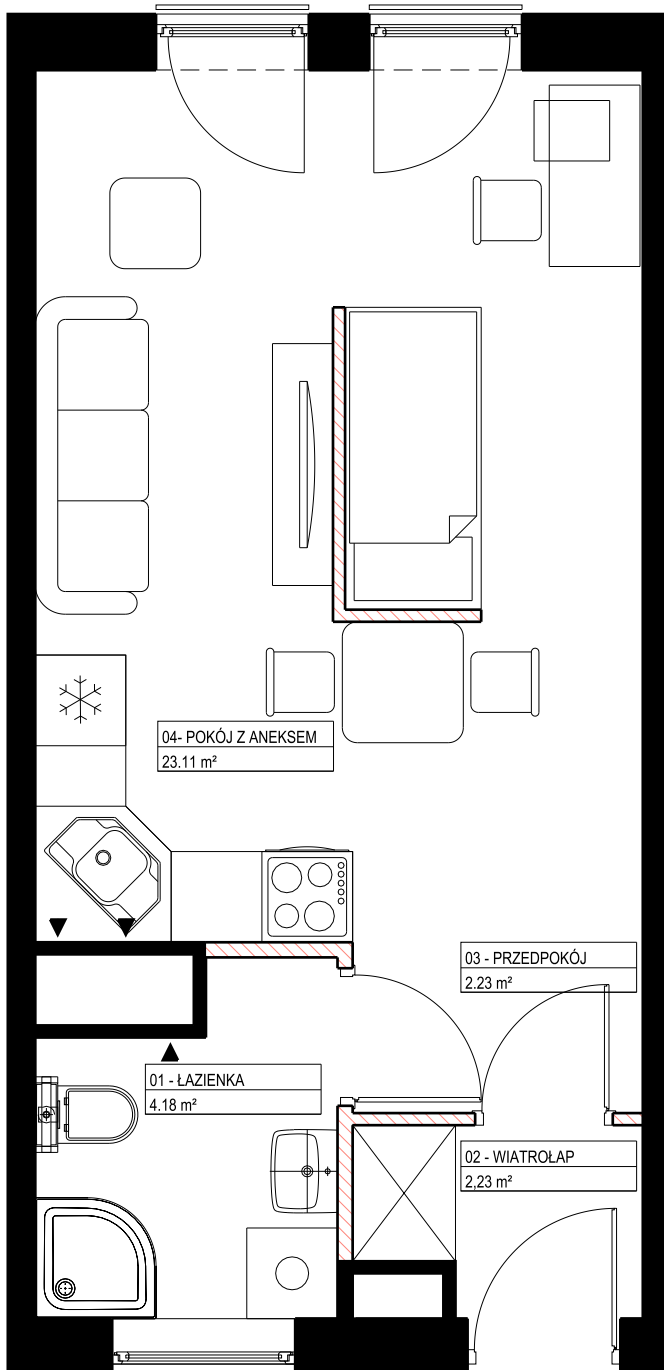 04- POKÓJ Z ANEKSEM
23.11 m²
03 - PRZEDPOKÓJ
2.23 m²
01 - ŁAZIENKA
4.18 m²
02 - WIATROŁAP
2,23 m²